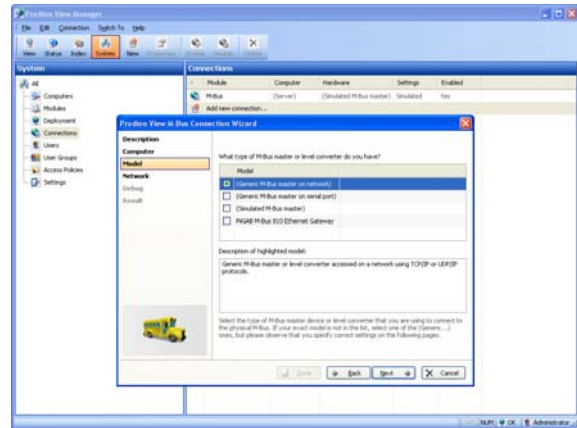 Prodion View Manager
File Edit Connection Switch To Help
View Status Index System New Properties Enable Disable Delete
System
Connections
All
Computers
Modules
Deployment
Connections
Users
User Groups
Access Policies
Settings
Module Computer Hardware Settings Enabled
M-Bus (Server) (Simulated M-Bus master) Simulated Yes
Add new connection...
Prodion View M-Bus Connection Wizard
Description
Computer
Model
Network
Debug
Result
What type of M-Bus master or level converter do you have?
Model
(Generic M-Bus master on network)
(Generic M-Bus master on serial port)
(Simulated M-Bus master)
PiiGAB M-Bus 810 Ethernet Gateway
Description of highlighted model:
Generic M-Bus master or level converter accessed on a network using TCP/IP or UDP/IP
protocols.
Select the type of M-Bus master device or level converter that you are using to connect to
the physical M-Bus. If your exact model is not in the list, select one of the (Generic...)
ones, but please observe that you specify correct settings on the following pages.
Back Next Cancel
NUM OK Administrator